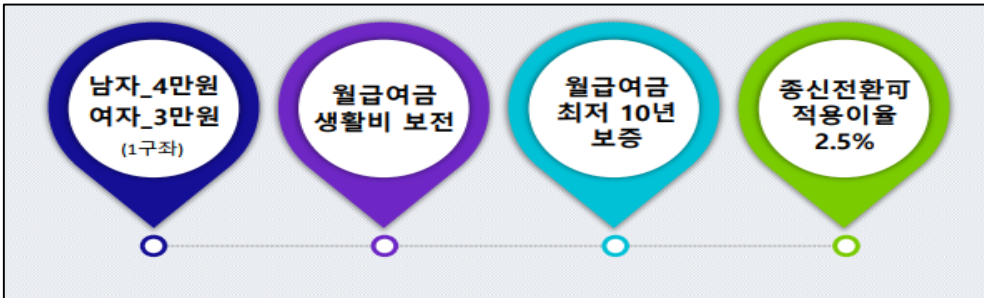 남자_4만원
여자_3만원
(1구좌)
월급여금
생활비 보전
월급여금
최저 10년
보증
종신전환可
적용이율
2.5%